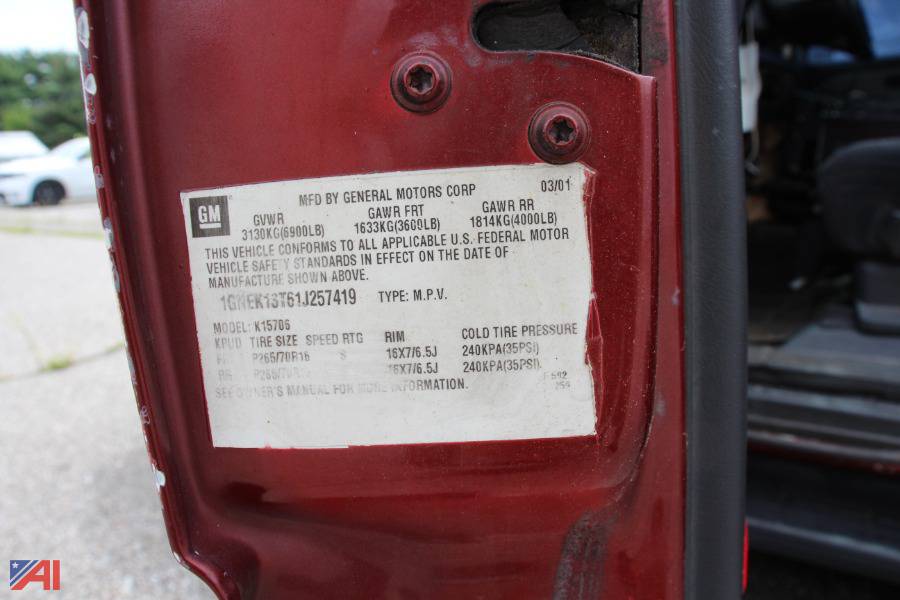 MFD BY GENERAL MOTORS CORP 03/01
GM
GVWR GAWR FRT GAWR RR
3130KG(6900LB) 1633KG(3600LB) 1814KG(4000LB)
THIS VEHICLE CONFORMS TO ALL APPLICABLE U.S. FEDERAL MOTOR
VEHICLE SAFETY STANDARDS IN EFFECT ON THE DATE OF
MANUFACTURE SHOWN ABOVE.
1GNEK13T61J257419 TYPE: M.P.V.
MODEL: K15706
KPUD TIRE SIZE SPEED RTG RIM COLD TIRE PRESSURE
P265/70R16 S 16X7/6.5J 240KPA(35PSI)
16X7/6.5J 240KPA(35PSI)
SEE OWNER'S MANUAL FOR MORE INFORMATION.
AI